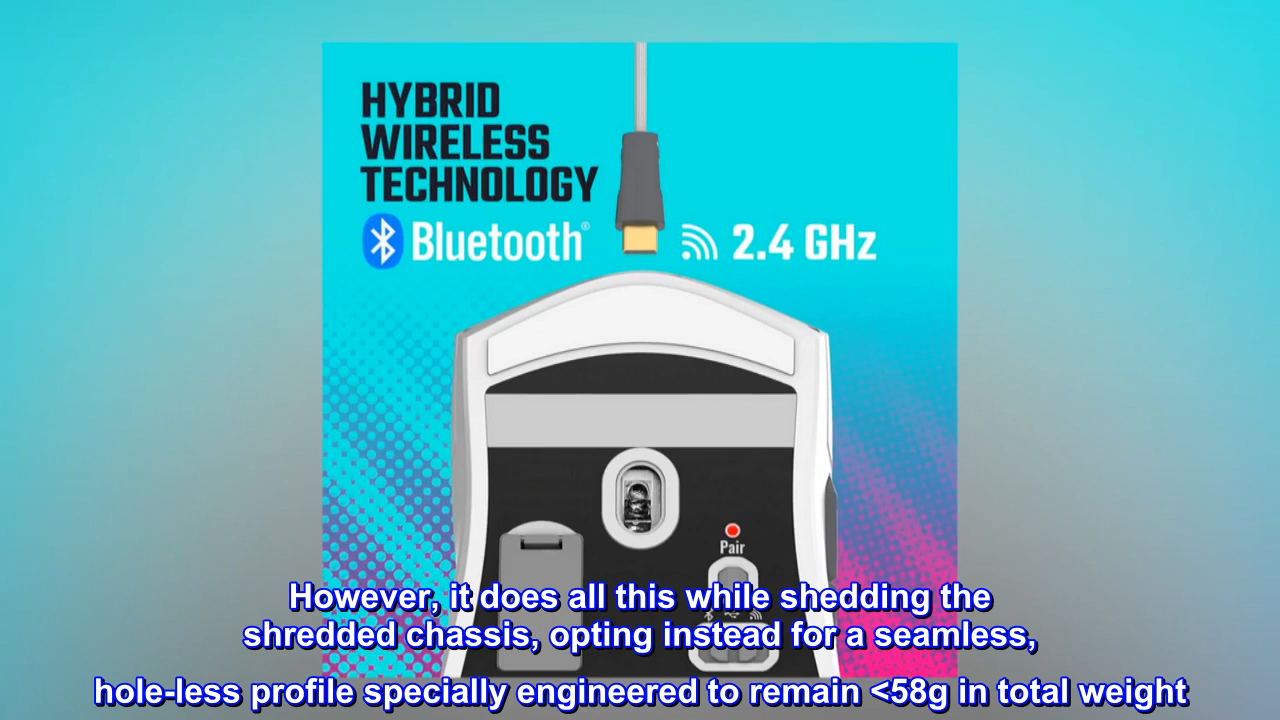 HYBRID
WIRELESS
TECHNOLOGY
Bluetooth® 2.4 GHz
Pair
However, it does all this while shedding the
shredded chassis, opting instead for a seamless,
hole-less profile specially engineered to remain <58g in total weight